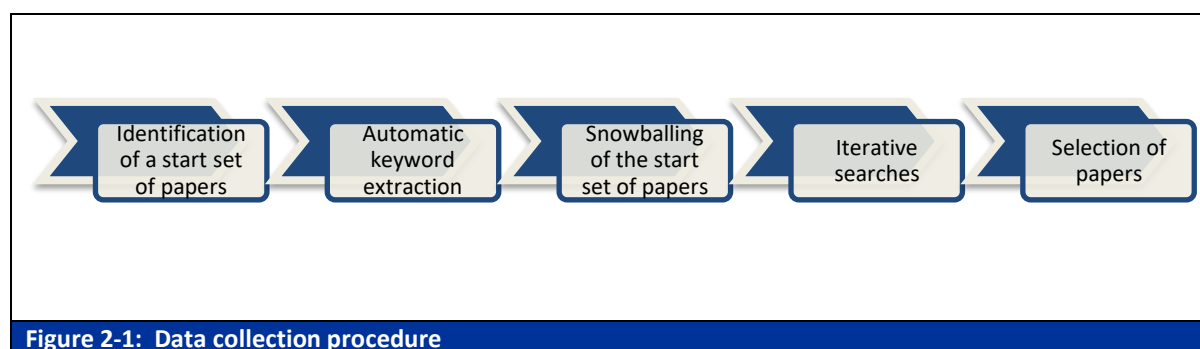 Identification
of a start set
of papers
Automatic
keyword
extraction
Snowballing
of the start
set of papers
Iterative
searches
Selection of
papers
Figure 2-1:  Data collection procedure